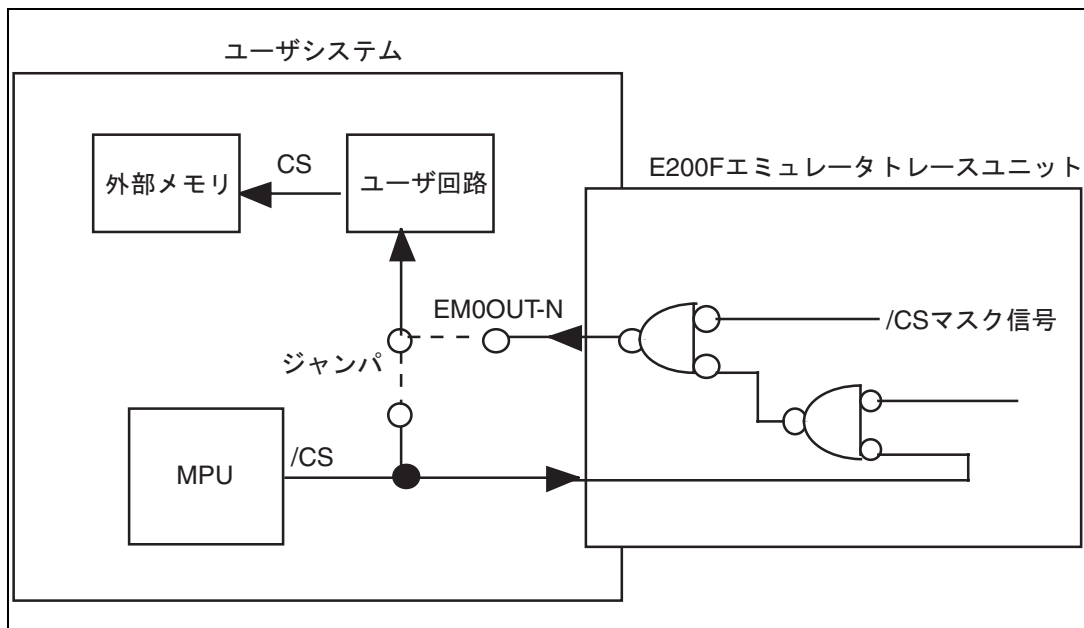 ユーザシステム
E200Fエミュレータトレースユニット
外部メモリ
CS
ユーザ回路
EM0OUT-N
/CSマスク信号
ジャンパ
MPU
/CS